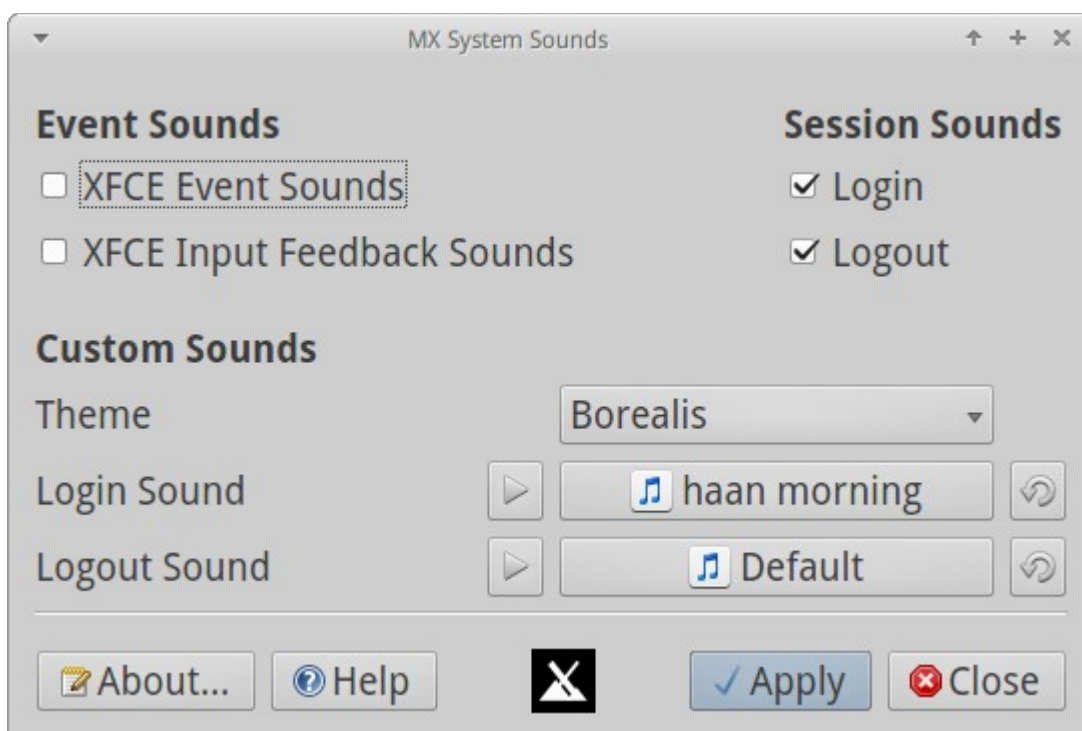 MX System Sounds
Event Sounds
Session Sounds
XFCE Event Sounds
Login
XFCE Input Feedback Sounds
Logout
Custom Sounds
Theme
Borealis
Login Sound
haan morning
Logout Sound
Default
About...
Help
Apply
Close